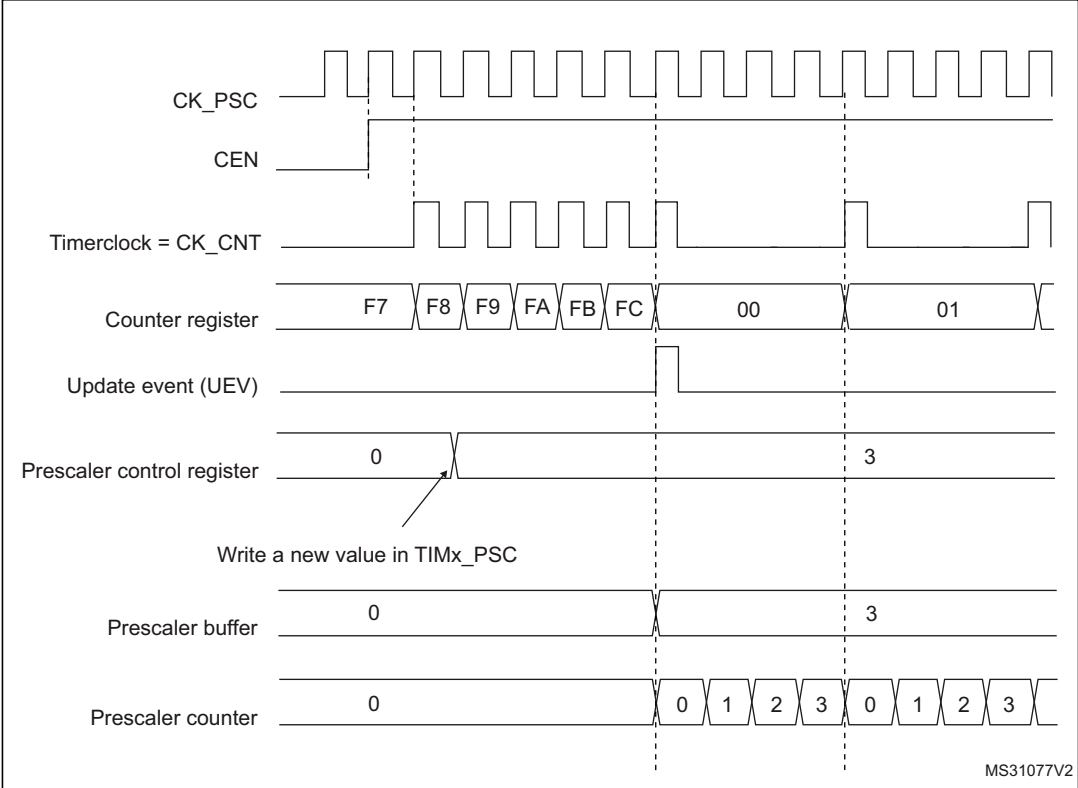 CK_PSC
CEN
Timerclock = CK_CNT
Counter register
F7 F8 F9 FA FB FC 00 01
Update event (UEV)
Prescaler control register
0 3
Write a new value in TIMx_PSC
Prescaler buffer
0 3
Prescaler counter
0 0 1 2 3 0 1 2 3
MS31077V2